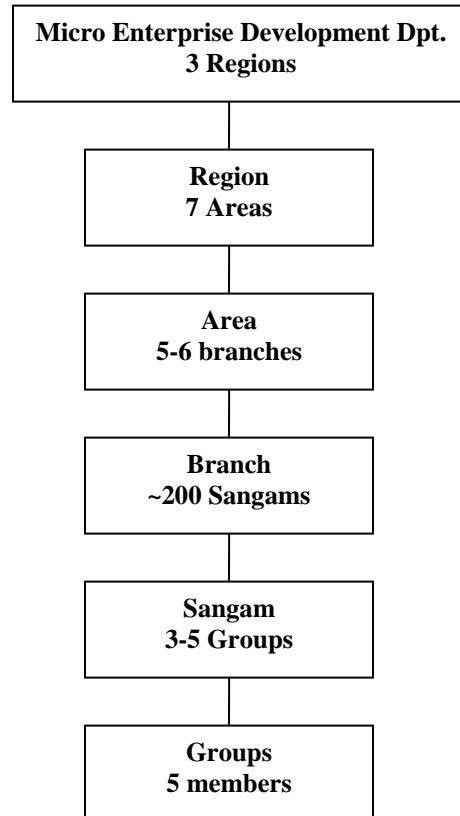 Micro Enterprise Development Dpt.
3 Regions
Region
7 Areas
Area
5-6 branches
Branch
~200 Sangams
Sangam
3-5 Groups
Groups
5 members